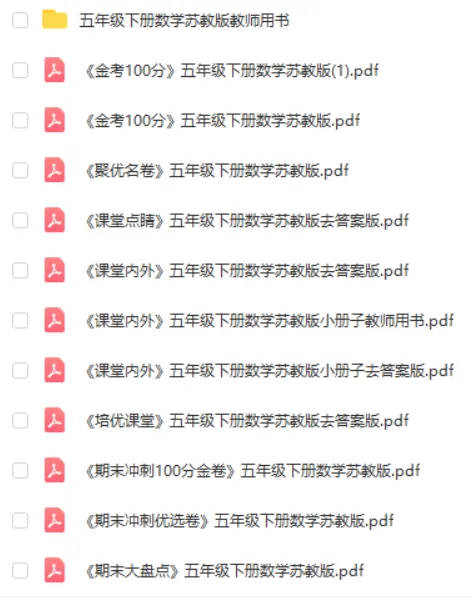 五年级下册数学苏教版教师用书
《金考100分》五年级下册数学苏教版(1).pdf
《金考100分》五年级下册数学苏教版.pdf
《聚优名卷》五年级下册数学苏教版.pdf
《课堂点睛》五年级下册数学苏教版去答案版.pdf
《课堂内外》五年级下册数学苏教版去答案版.pdf
《课堂内外》五年级下册数学苏教版小册子教师用书.pdf
《课堂内外》五年级下册数学苏教版小册子去答案版.pdf
《培优课堂》五年级下册数学苏教版去答案版.pdf
《期末冲刺100分金卷》五年级下册数学苏教版.pdf
《期末冲刺优选卷》五年级下册数学苏教版.pdf
《期末大盘点》五年级下册数学苏教版.pdf